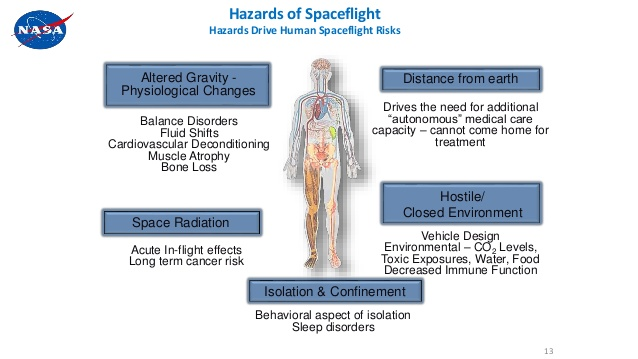 NASA
Hazards of Spaceflight
Hazards Drive Human Spaceflight Risks
Altered Gravity -
Physiological Changes
Balance Disorders
Fluid Shifts
Cardiovascular Deconditioning
Muscle Atrophy
Bone Loss
Distance from earth
Drives the need for additional
“autonomous” medical care
capacity – cannot come home for
treatment
Space Radiation
Acute In-flight effects
Long term cancer risk
Hostile/
Closed Environment
Vehicle Design
Environmental – CO₂ Levels,
Toxic Exposures, Water, Food
Decreased Immune Function
Isolation & Confinement
Behavioral aspect of isolation
Sleep disorders
13